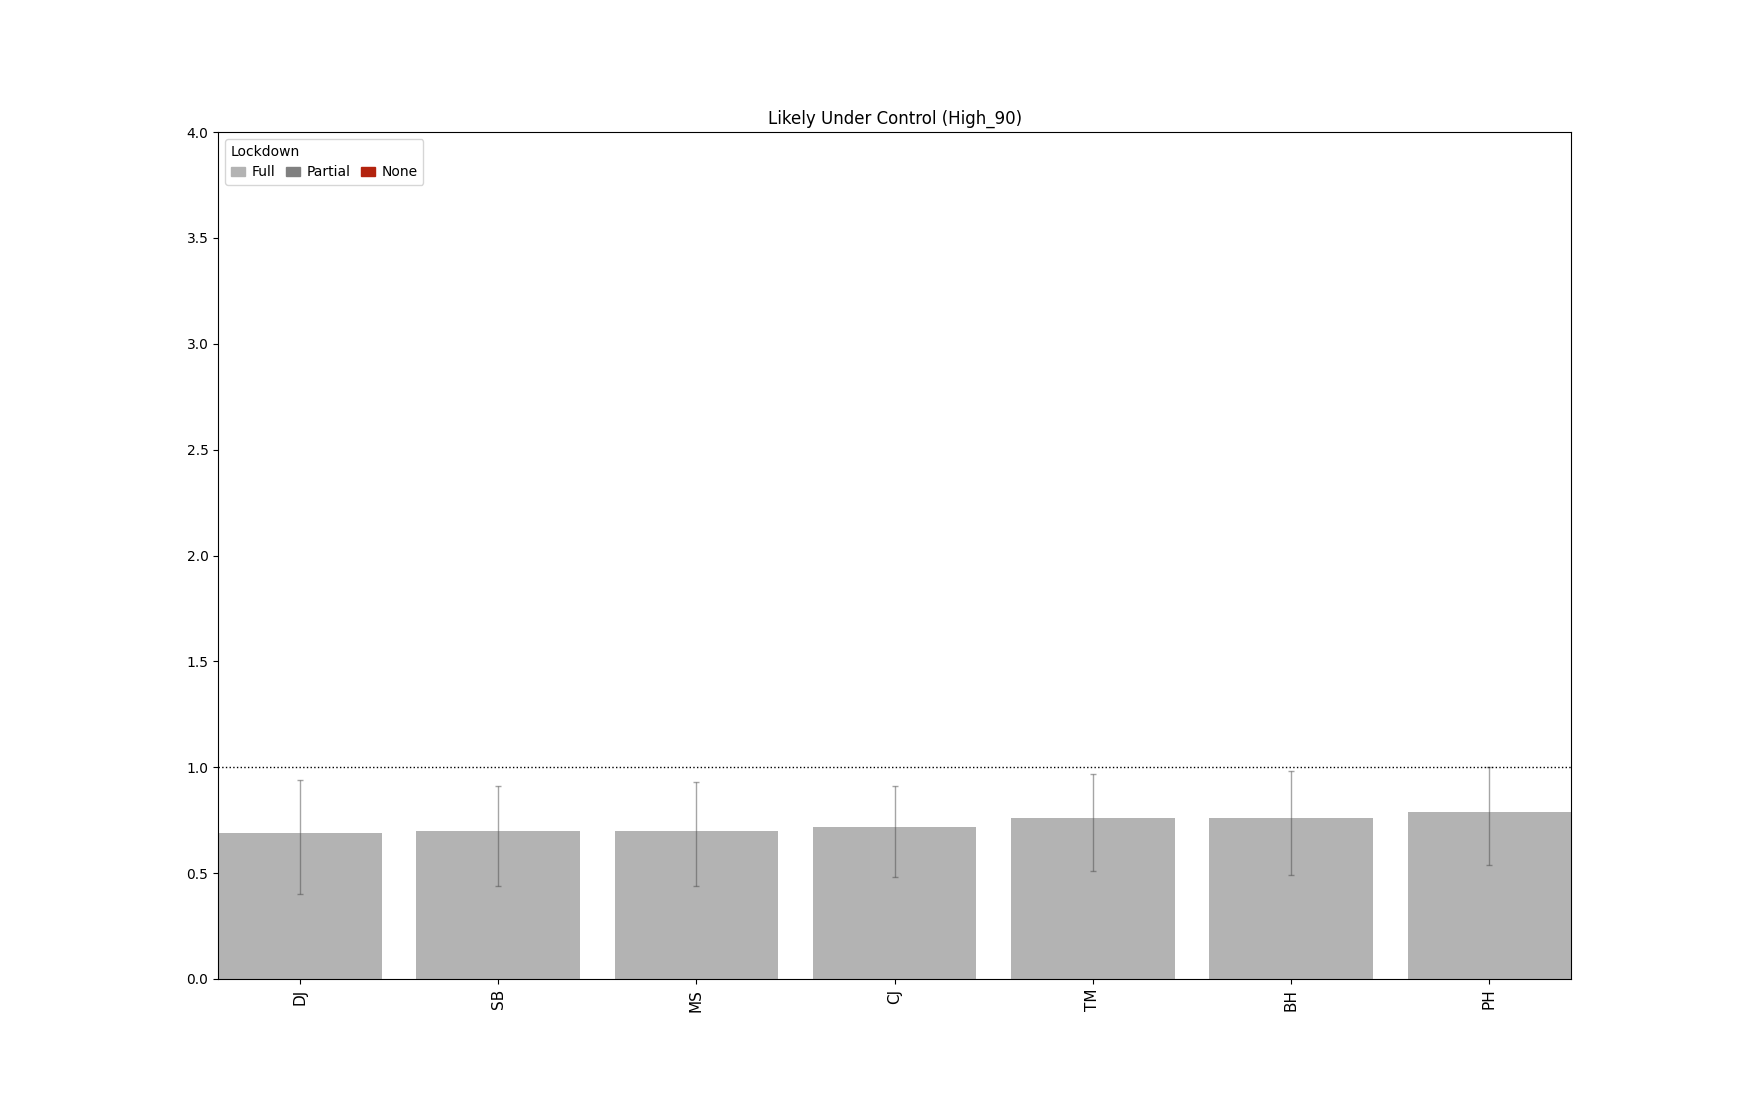 Likely Under Control (High_90)
4.0
Lockdown
Full Partial None
3.5
3.0
2.5
2.0
1.5
1.0
0.5
0.0
DJ SB MS CJ TM BH PH